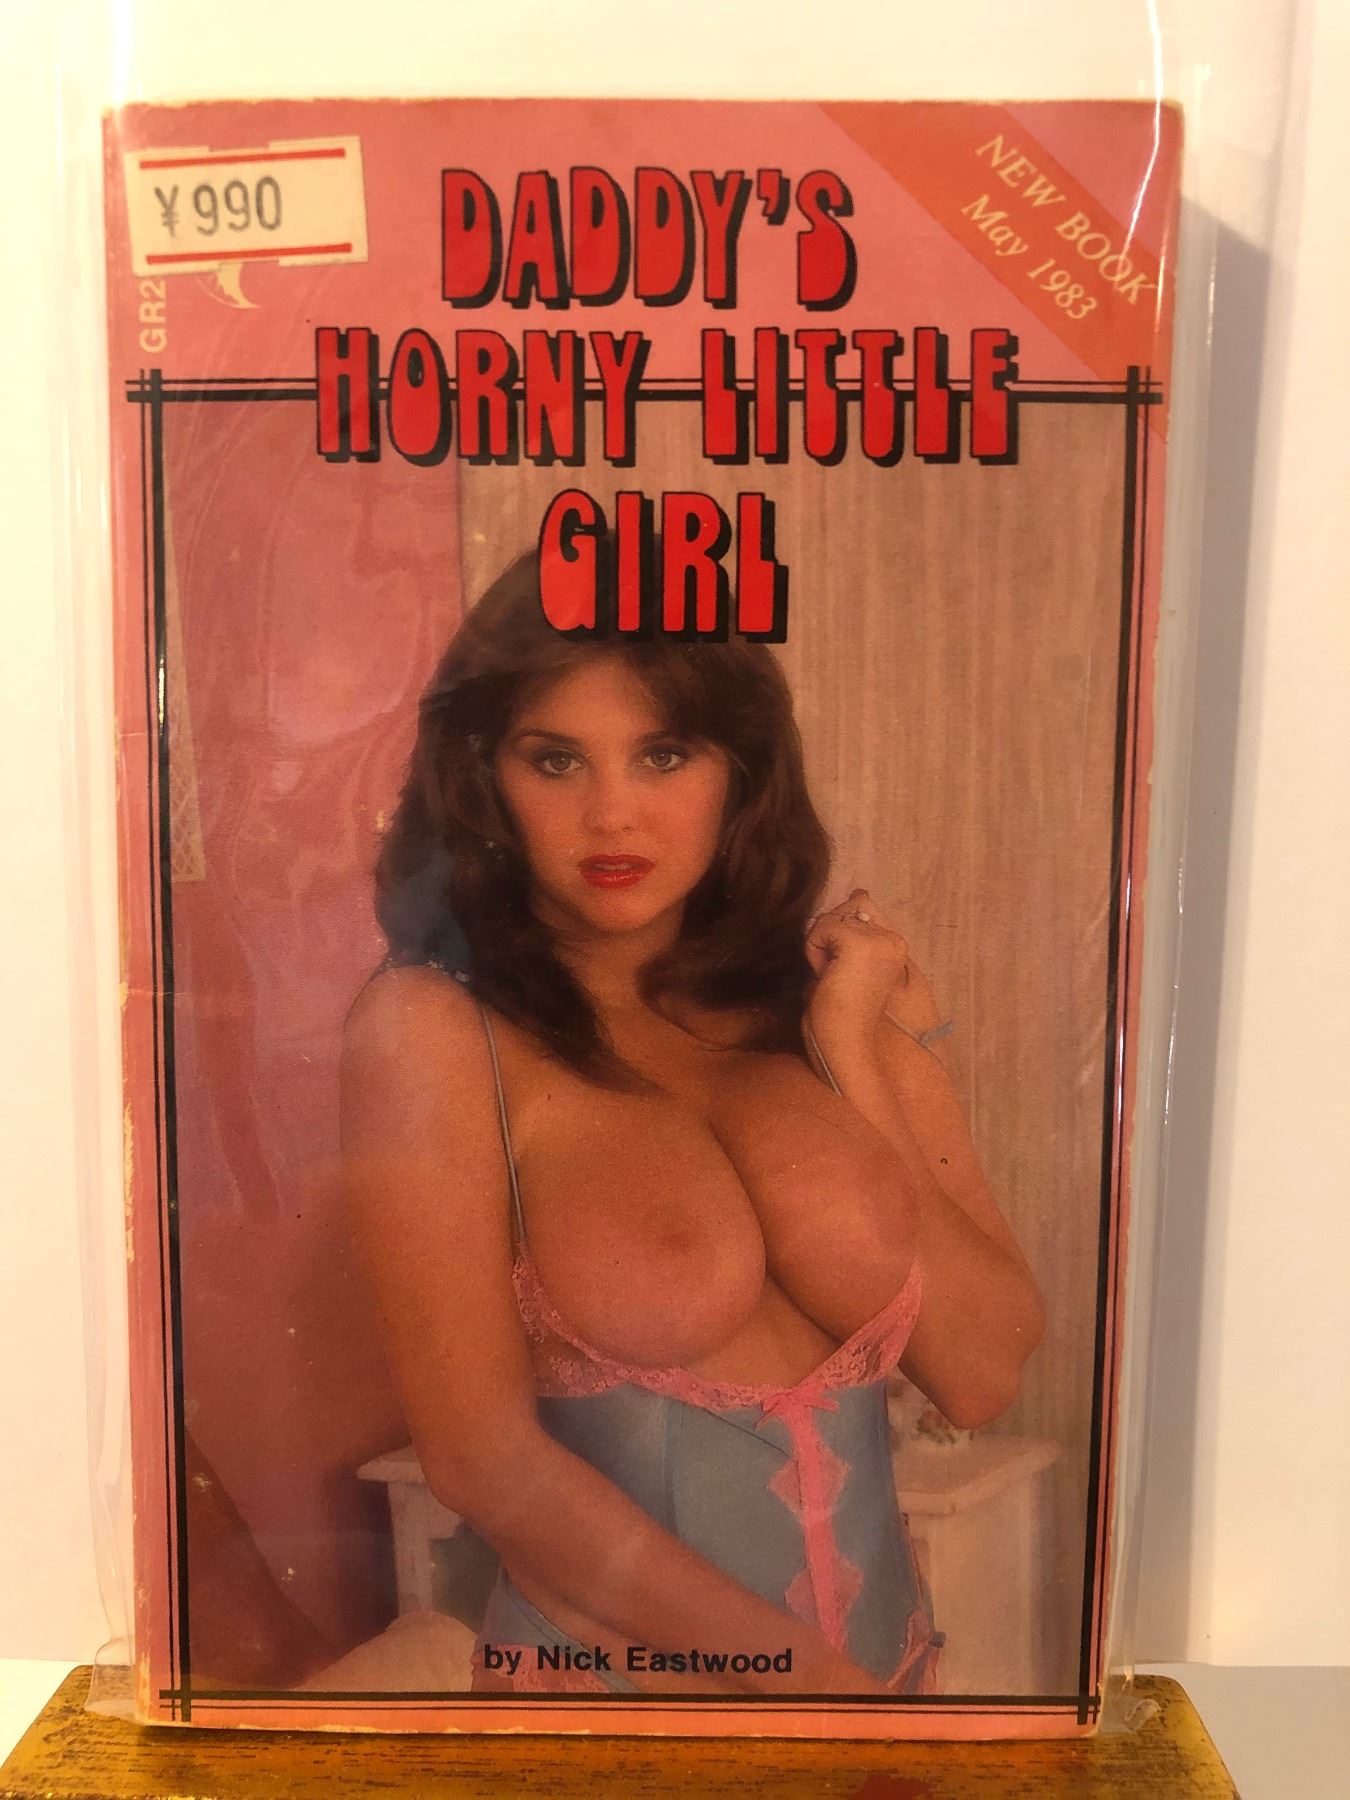 ¥990
DADDY'S
HORNY LITTLE
GIRL
NEW BOOK
May 1983
GR2
by Nick Eastwood